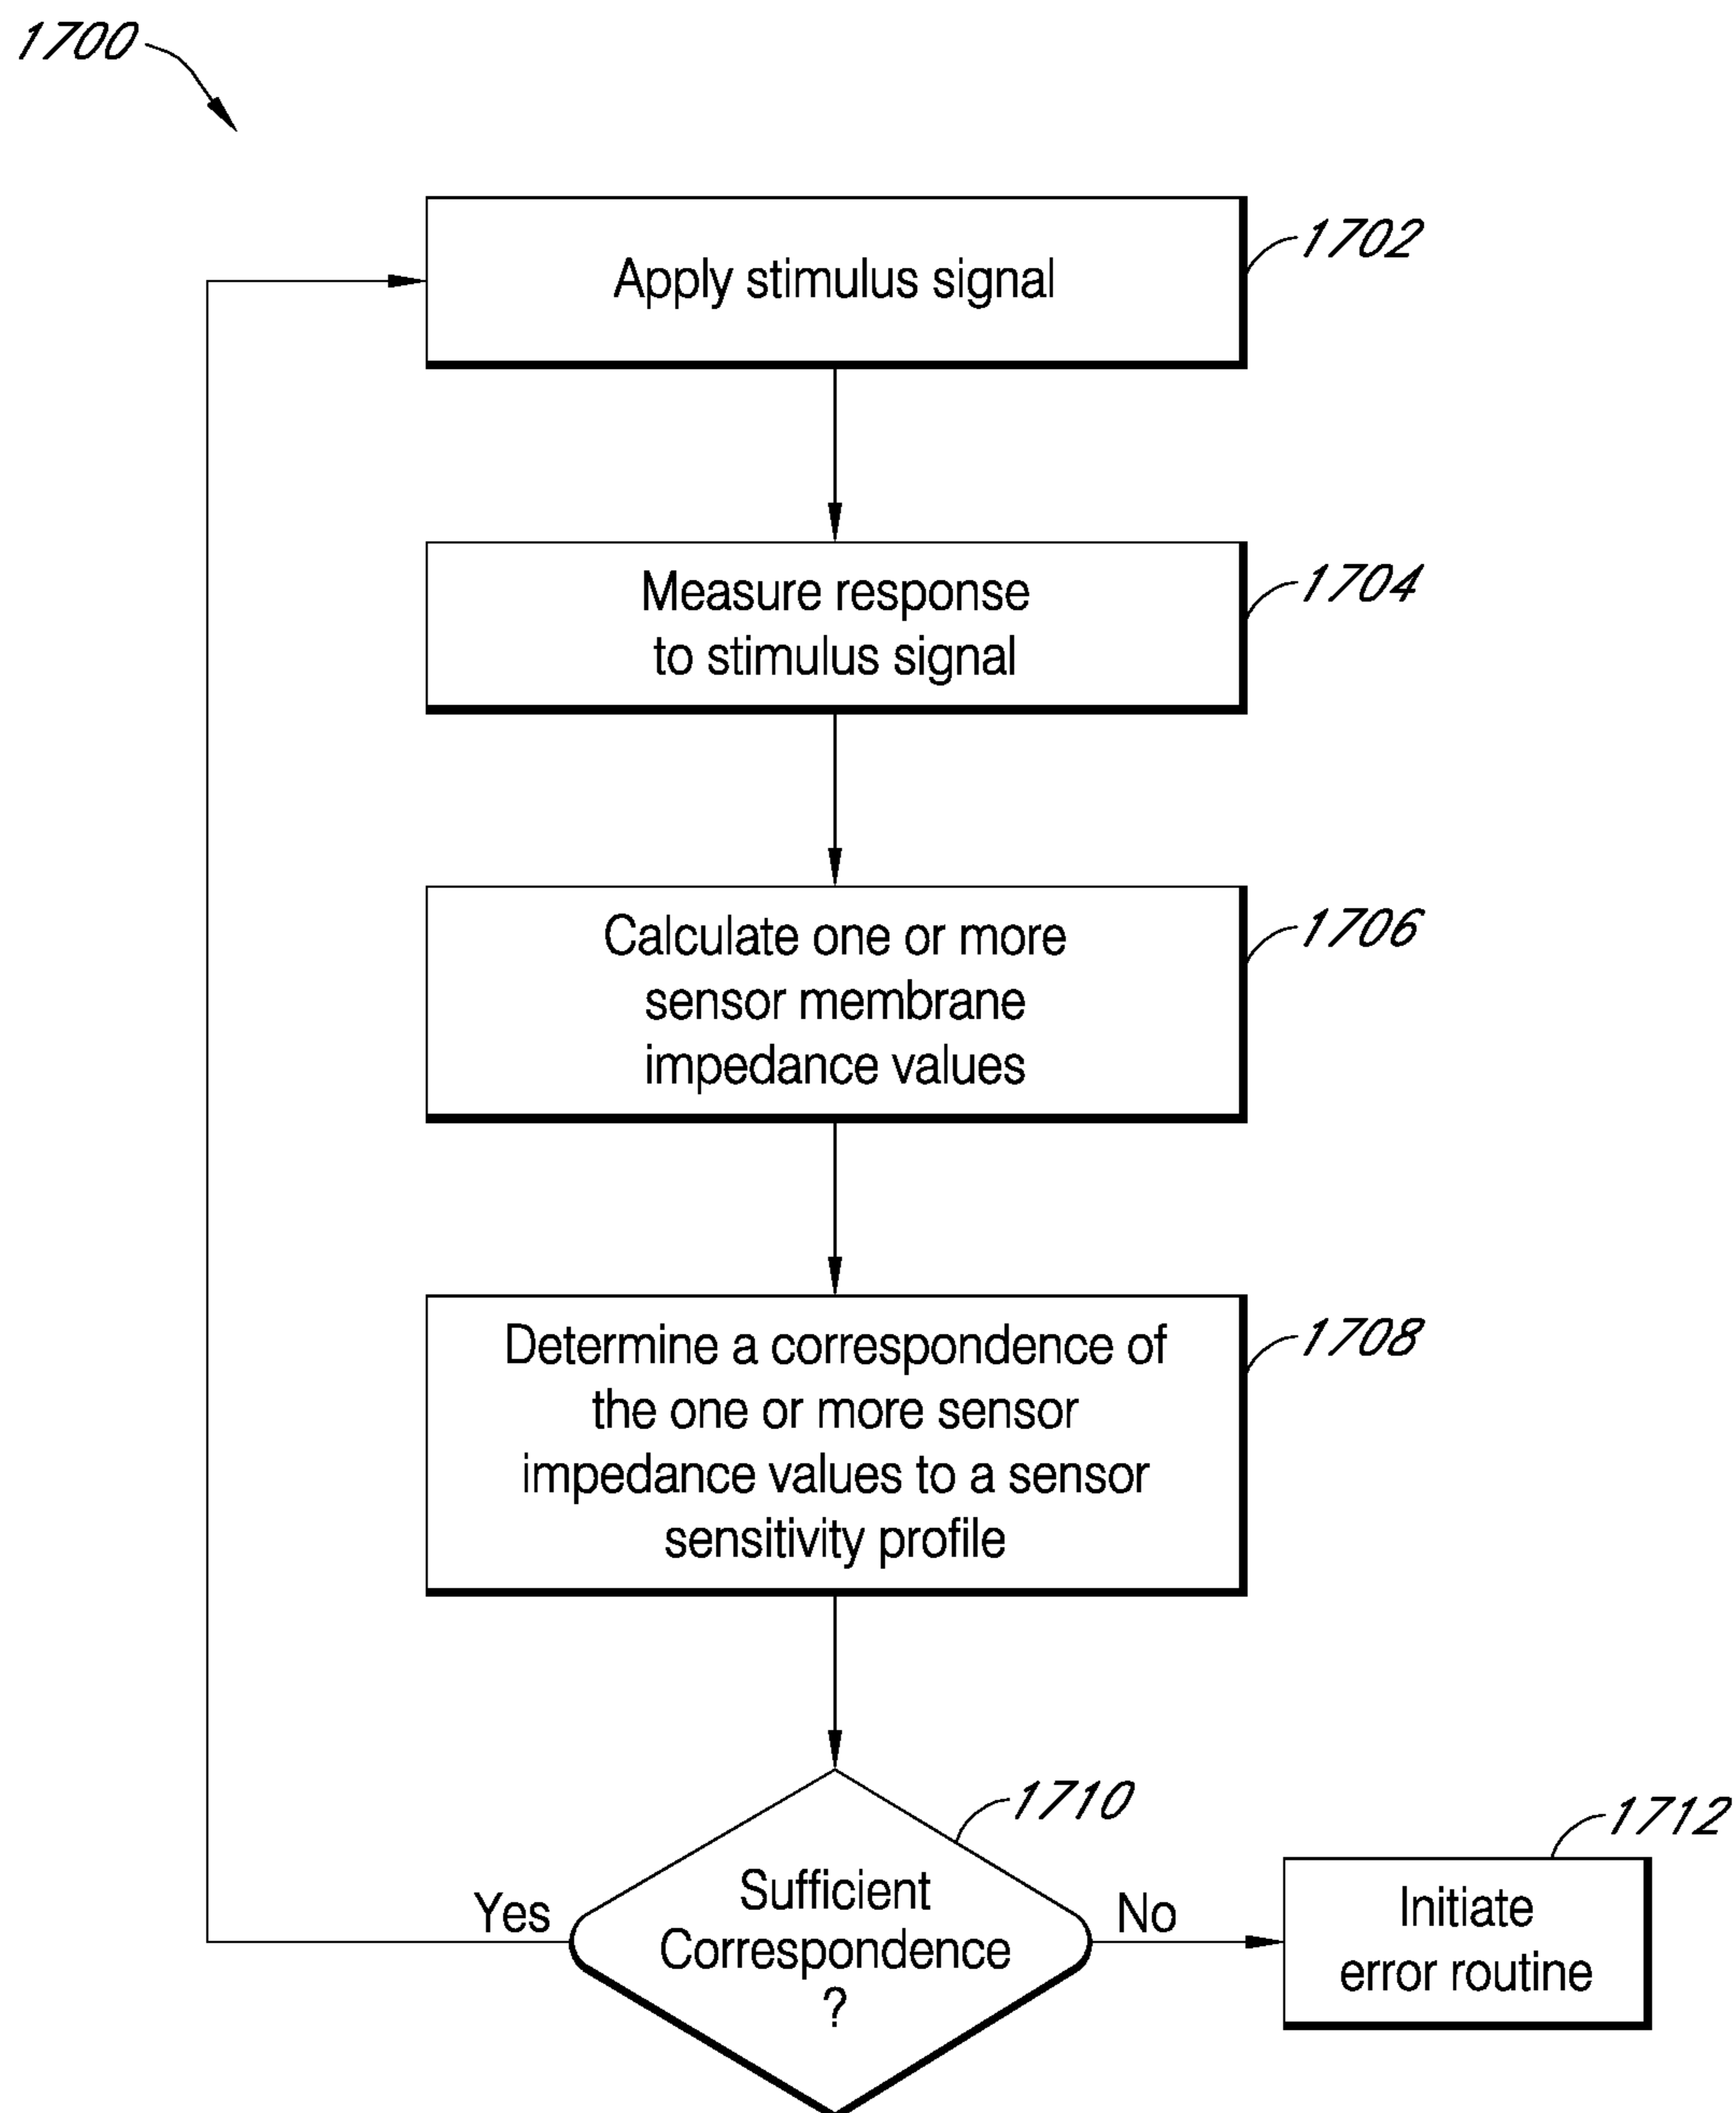 1700
Apply stimulus signal
1702
Measure response
to stimulus signal
1704
Calculate one or more
sensor membrane
impedance values
1706
Determine a correspondence of
the one or more sensor
impedance values to a sensor
sensitivity profile
1708
1710
Sufficient
Correspondence
?
Yes
No
1712
Initiate
error routine